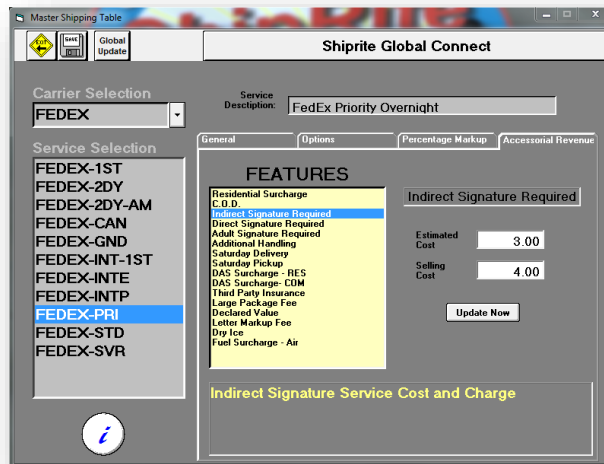 Master Shipping Table
EXIT
SAVE
Global
Update
Shiprite Global Connect
Carrier Selection
FEDEX
Service
Desctiption:
FedEx Priority Overnight
Service Selection
FEDEX-1ST
FEDEX-2DY
FEDEX-2DY-AM
FEDEX-CAN
FEDEX-GND
FEDEX-INT-1ST
FEDEX-INTE
FEDEX-INTP
FEDEX-PRI
FEDEX-STD
FEDEX-SVR
General
Options
Percentage Markup
Accessorial Revenue
FEATURES
Residential Surcharge
C.O.D.
Indirect Signature Required
Direct Signature Required
Adult Signature Required
Additional Handling
Saturday Delivery
Saturday Pickup
DAS Surcharge - RES
DAS Surcharge- COM
Third Party Insurance
Large Package Fee
Declared Value
Letter Markup Fee
Dry Ice
Fuel Surcharge - Air
Indirect Signature Required
Estimated
Cost
3.00
Selling
Cost
4.00
Update Now
Indirect Signature Service Cost and Charge
i